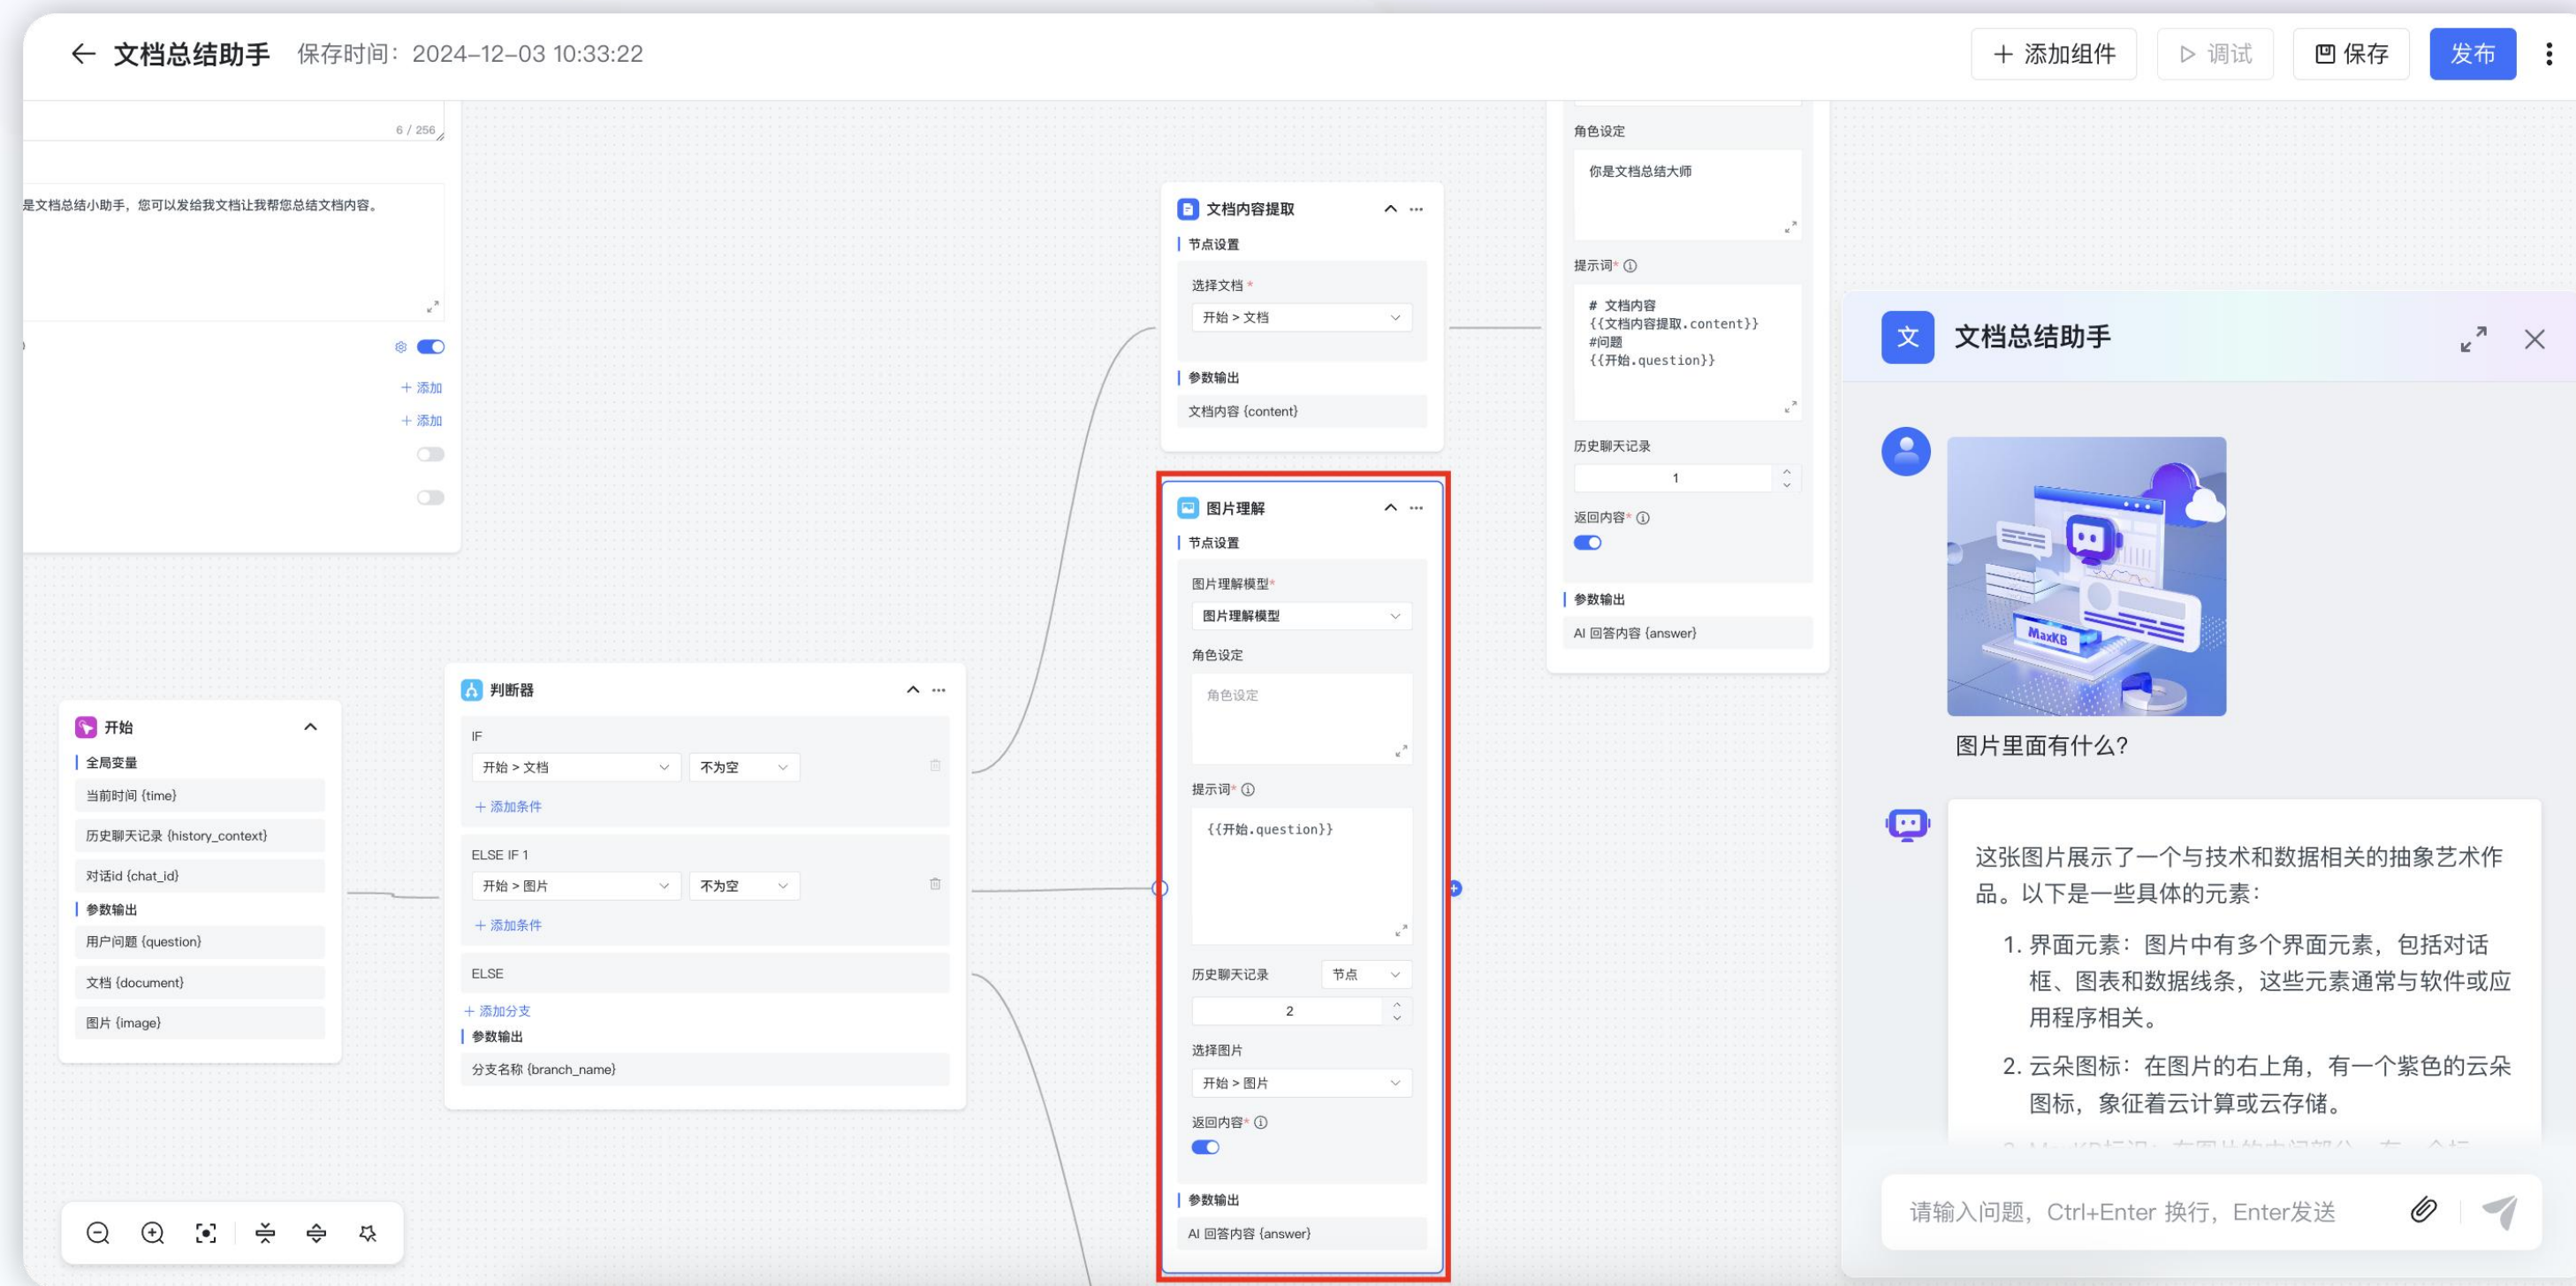 文档总结助手 保存时间：2024-12-03 10:33:22
添加组件
调试
保存
发布
6 / 256
是文档总结小助手，您可以发给我文档让我帮您总结文档内容。
+ 添加
+ 添加
开始
全局变量
当前时间 {time}
历史聊天记录 {history_context}
对话id {chat_id}
参数输出
用户问题 {question}
文档 {document}
图片 {image}
判断器
IF
开始 > 文档
不为空
+ 添加条件
ELSE IF 1
开始 > 图片
不为空
+ 添加条件
ELSE
+ 添加分支
参数输出
分支名称 {branch_name}
文档内容提取
节点设置
选择文档 *
开始 > 文档
参数输出
文档内容 {content}
图片理解
节点设置
图片理解模型*
图片理解模型
角色设定
角色设定
提示词*
{{开始.question}}
历史聊天记录
节点
2
选择图片
开始 > 图片
返回内容*
参数输出
AI 回答内容 {answer}
角色设定
你是文档总结大师
提示词*
# 文档内容
{{文档内容提取.content}}
#问题
{{开始.question}}
历史聊天记录
1
返回内容*
参数输出
AI 回答内容 {answer}
文 文档总结助手
MaxKB
图片里面有什么?
这张图片展示了一个与技术和数据相关的抽象艺术作
品。以下是一些具体的元素：
1. 界面元素：图片中有多个界面元素，包括对话
框、图表和数据线条，这些元素通常与软件或应
用程序相关。
2. 云朵图标：在图片的右上角，有一个紫色的云朵
图标，象征着云计算或云存储。
请输入问题，Ctrl+Enter 换行，Enter发送